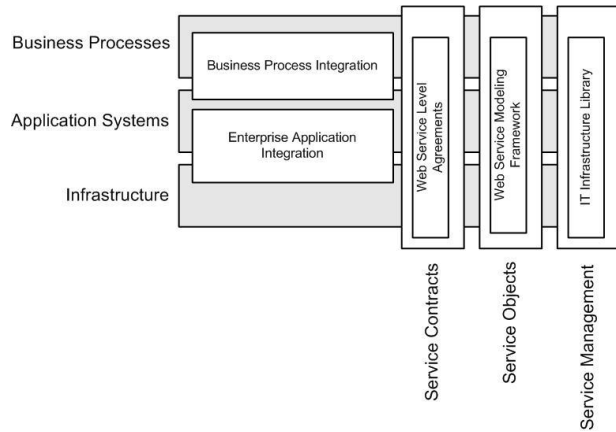 Business Processes
Business Process Integration
Application Systems
Enterprise Application
Integration
Infrastructure
Web Service Level
Agreements
Web Service Modeling
Framework
IT Infrastructure Library
Service Contracts
Service Objects
Service Management